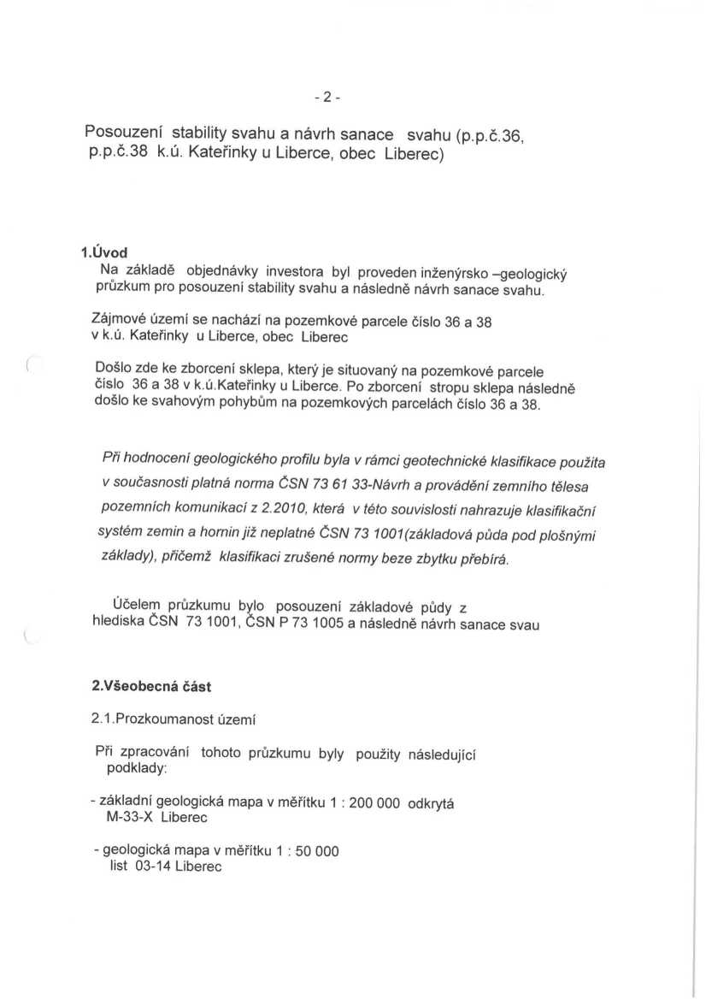 - 2 -
Posouzení stability svahu a návrh sanace svahu (p.p.č.36,
p.p.č.38 k.ú. Kateřinky u Liberce, obec Liberec)
1.Úvod
Na základě objednávky investora byl proveden inženýrsko –geologický
průzkum pro posouzení stability svahu a následně návrh sanace svahu.
Zájmové území se nachází na pozemkové parcele číslo 36 a 38
v k.ú. Kateřinky u Liberce, obec Liberec
Došlo zde ke zborcení sklepa, který je situovaný na pozemkové parcele
číslo 36 a 38 v k.ú.Kateřinky u Liberce. Po zborcení stropu sklepa následně
došlo ke svahovým pohybům na pozemkových parcelách číslo 36 a 38.
Při hodnocení geologického profilu byla v rámci geotechnické klasifikace použita
v současnosti platná norma ČSN 73 61 33-Návrh a provádění zemního tělesa
pozemních komunikací z 2.2010, která v této souvislosti nahrazuje klasifikační
systém zemin a hornin již neplatné ČSN 73 1001(základová půda pod plošnými
základy), přičemž klasifikaci zrušené normy beze zbytku přebírá.
Účelem průzkumu bylo posouzení základové půdy z
hlediska ČSN 73 1001, ČSN P 73 1005 a následně návrh sanace svau
2.Všeobecná část
2.1.Prozkoumanost území
Při zpracování tohoto průzkumu byly použity následující
podklady:
- základní geologická mapa v měřítku 1 : 200 000 odkrytá
M-33-X Liberec
- geologická mapa v měřítku 1 : 50 000
list 03-14 Liberec